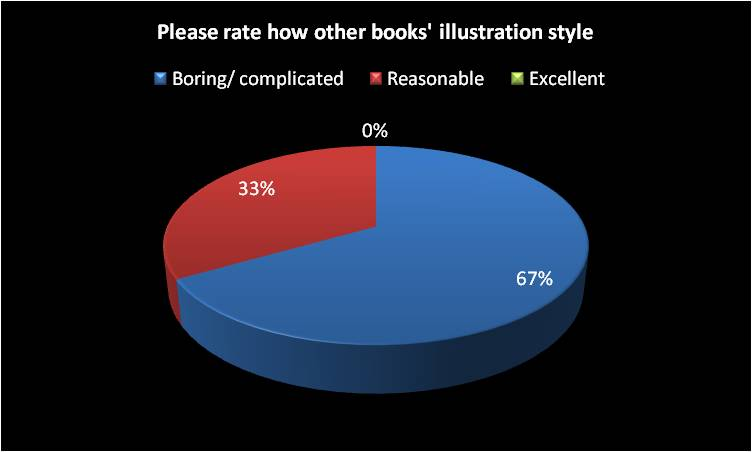 Please rate how other books' illustration style
Boring/ complicated Reasonable Excellent
0%
33%
67%